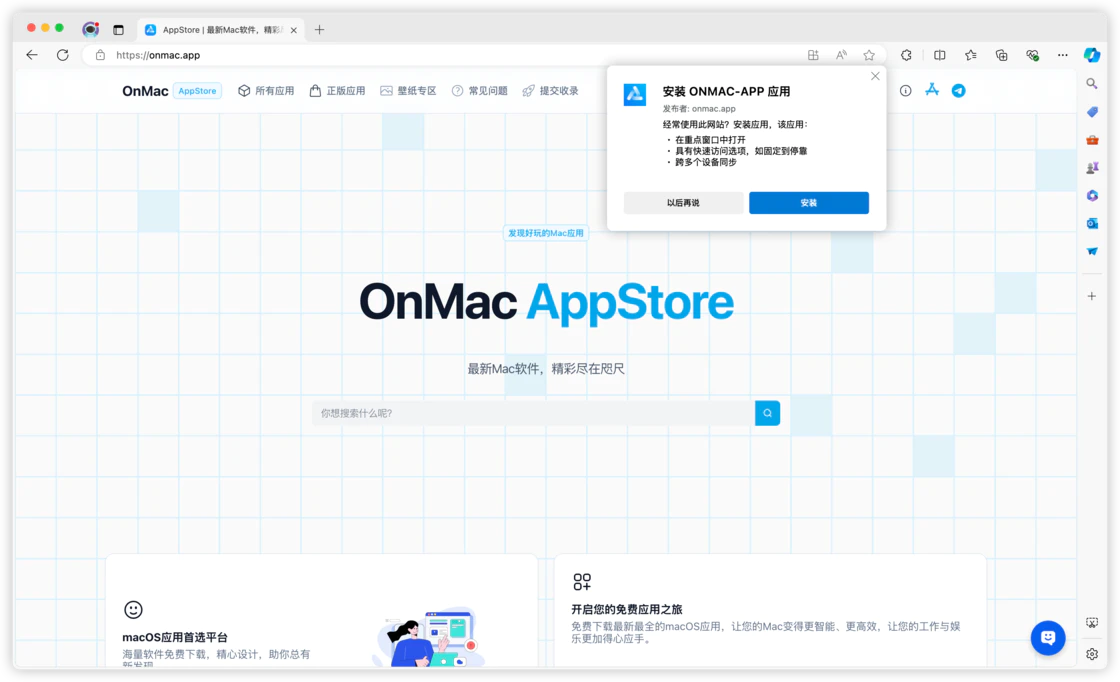 AppStore | 最新Mac软件，精彩
https://onmac.app
OnMac AppStore 所有应用 正版应用 壁纸专区 常见问题 提交收录
安装 ONMAC-APP 应用
发布者: onmac.app
经常使用此网站？安装应用，该应用：
• 在重点窗口中打开
• 具有快速访问选项，如固定到停靠
• 跨多个设备同步
以后再说 安装
发现好玩的Mac应用
OnMac AppStore
最新Mac软件，精彩尽在咫尺
你想搜索什么呢?
macOS应用首选平台
海量软件免费下载，精心设计，助你总有
新发现
开启您的免费应用之旅
免费下载最新最全的macOS应用，让您的Mac变得更智能、更高效，让您的工作与娱
乐更加得心应手。